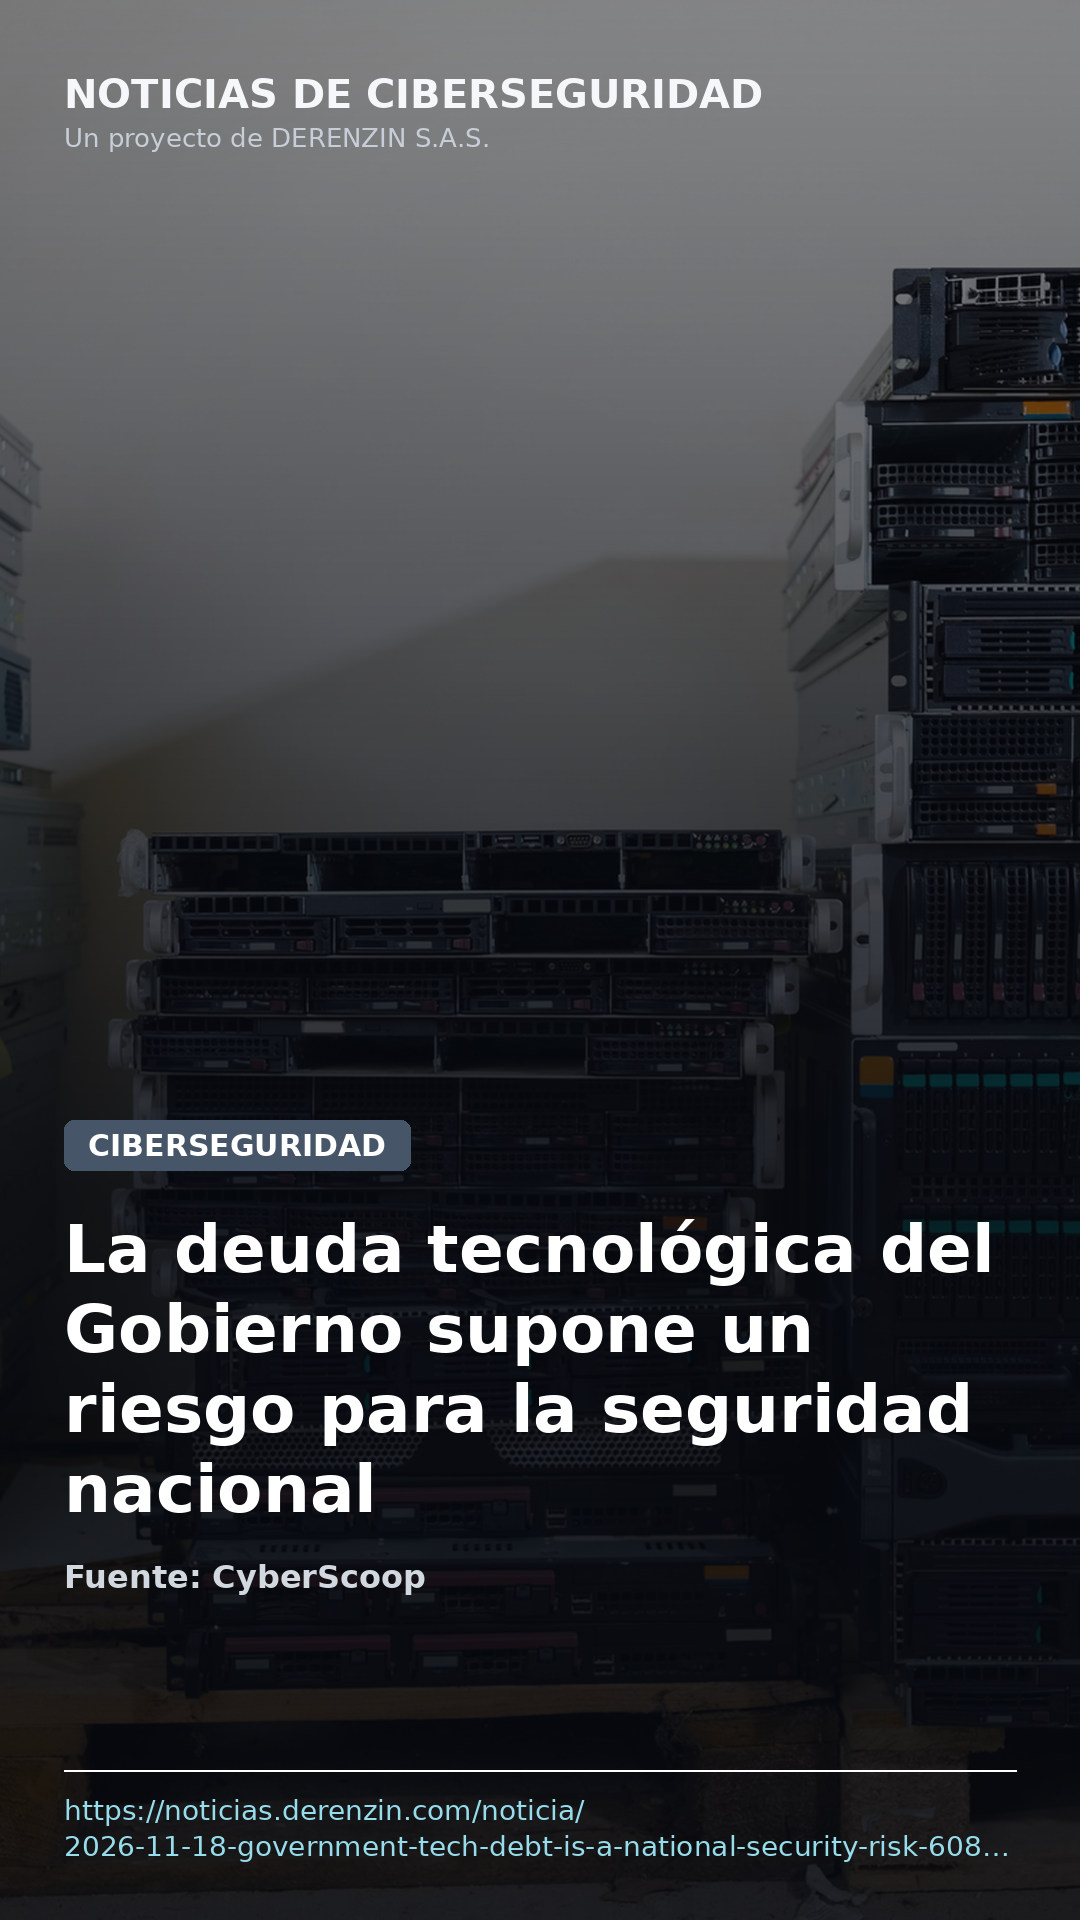 NOTICIAS DE CIBERSEGURIDAD
Un proyecto de DERENZIN S.A.S.
CIBERSEGURIDAD
La deuda tecnológica del
Gobierno supone un
riesgo para la seguridad
nacional
Fuente: CyberScoop
https://noticias.derenzin.com/noticia/
2026-11-18-government-tech-debt-is-a-national-security-risk-608…